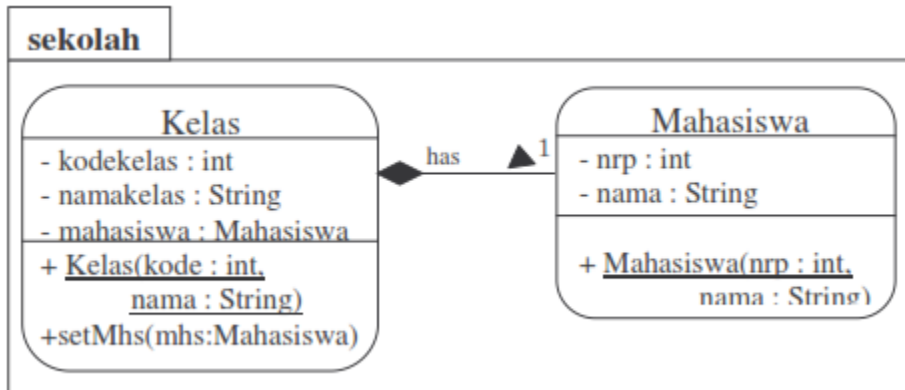 sekolah
Kelas
- kodekelas : int
- namakelas : String
- mahasiswa : Mahasiswa
+ Kelas(kode : int,
nama : String)
+setMhs(mhs:Mahasiswa)
has
1
Mahasiswa
- nrp : int
- nama : String
+ Mahasiswa(nrp : int,
nama : String)